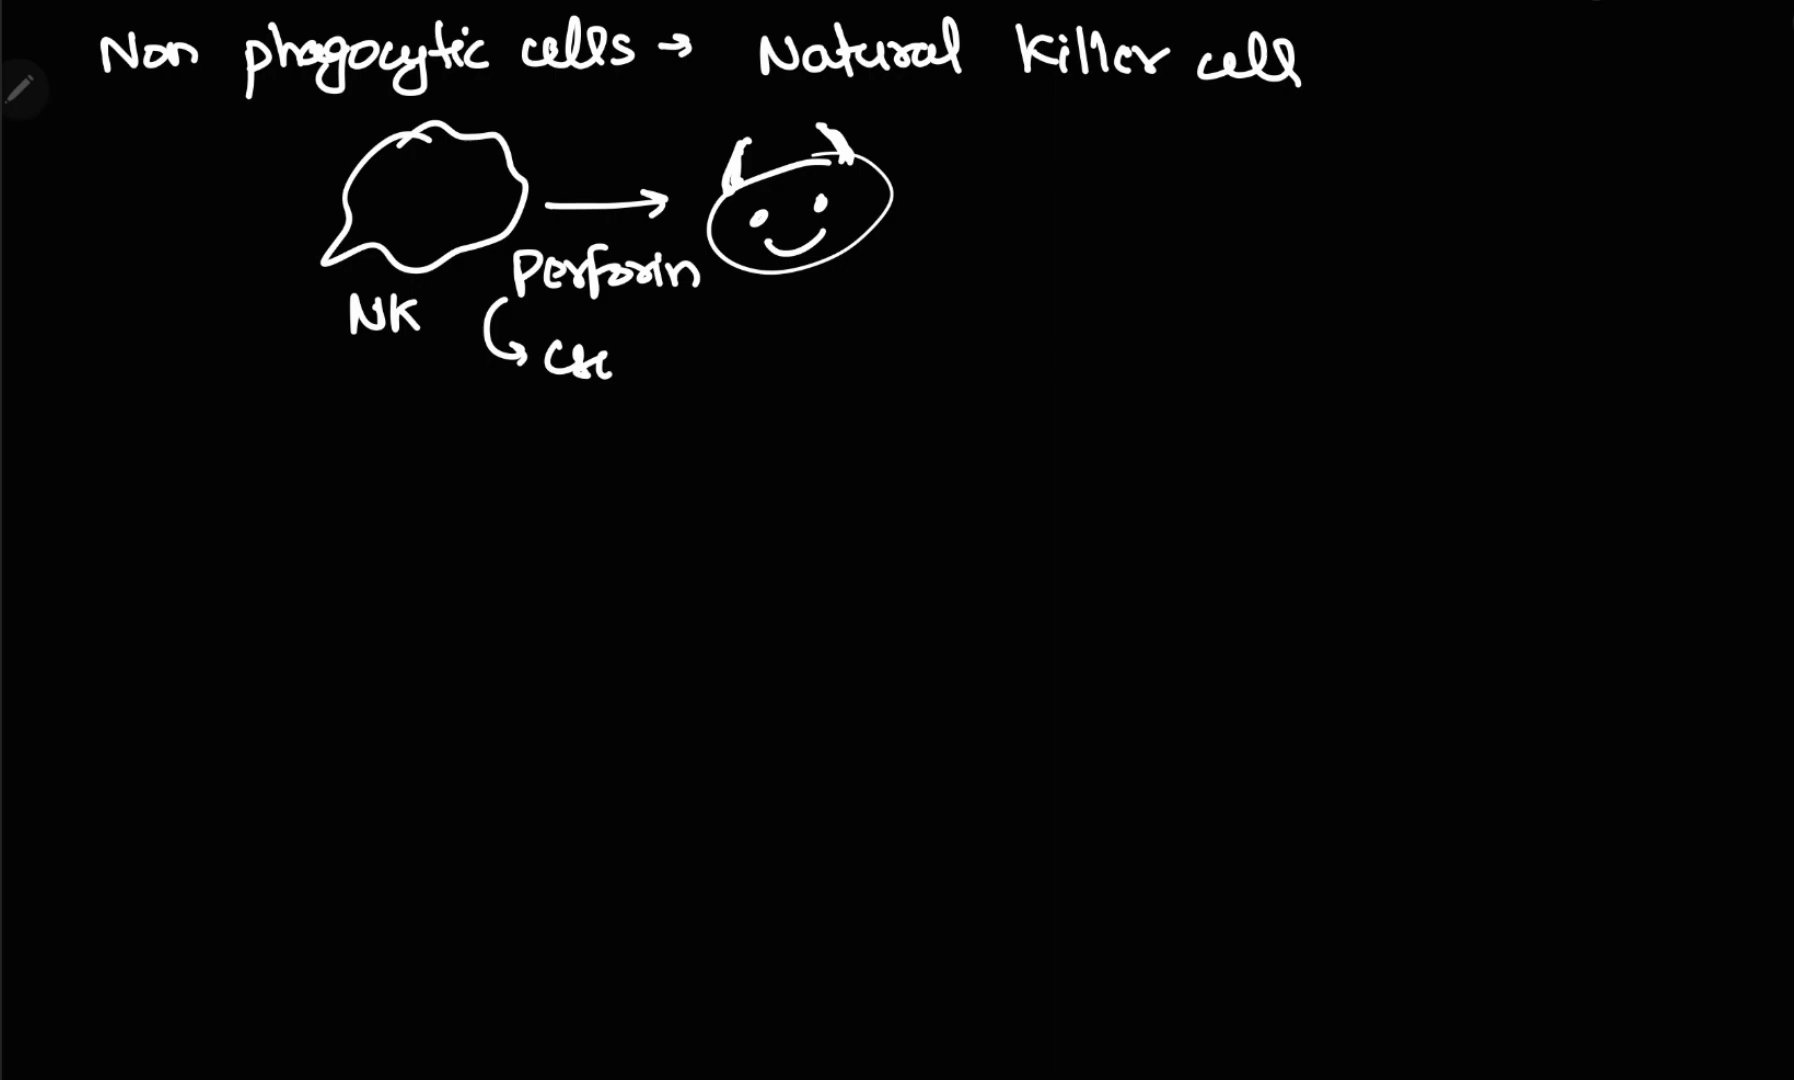 Non phagocytic cells → Natural Killer cell
Perforin
NK